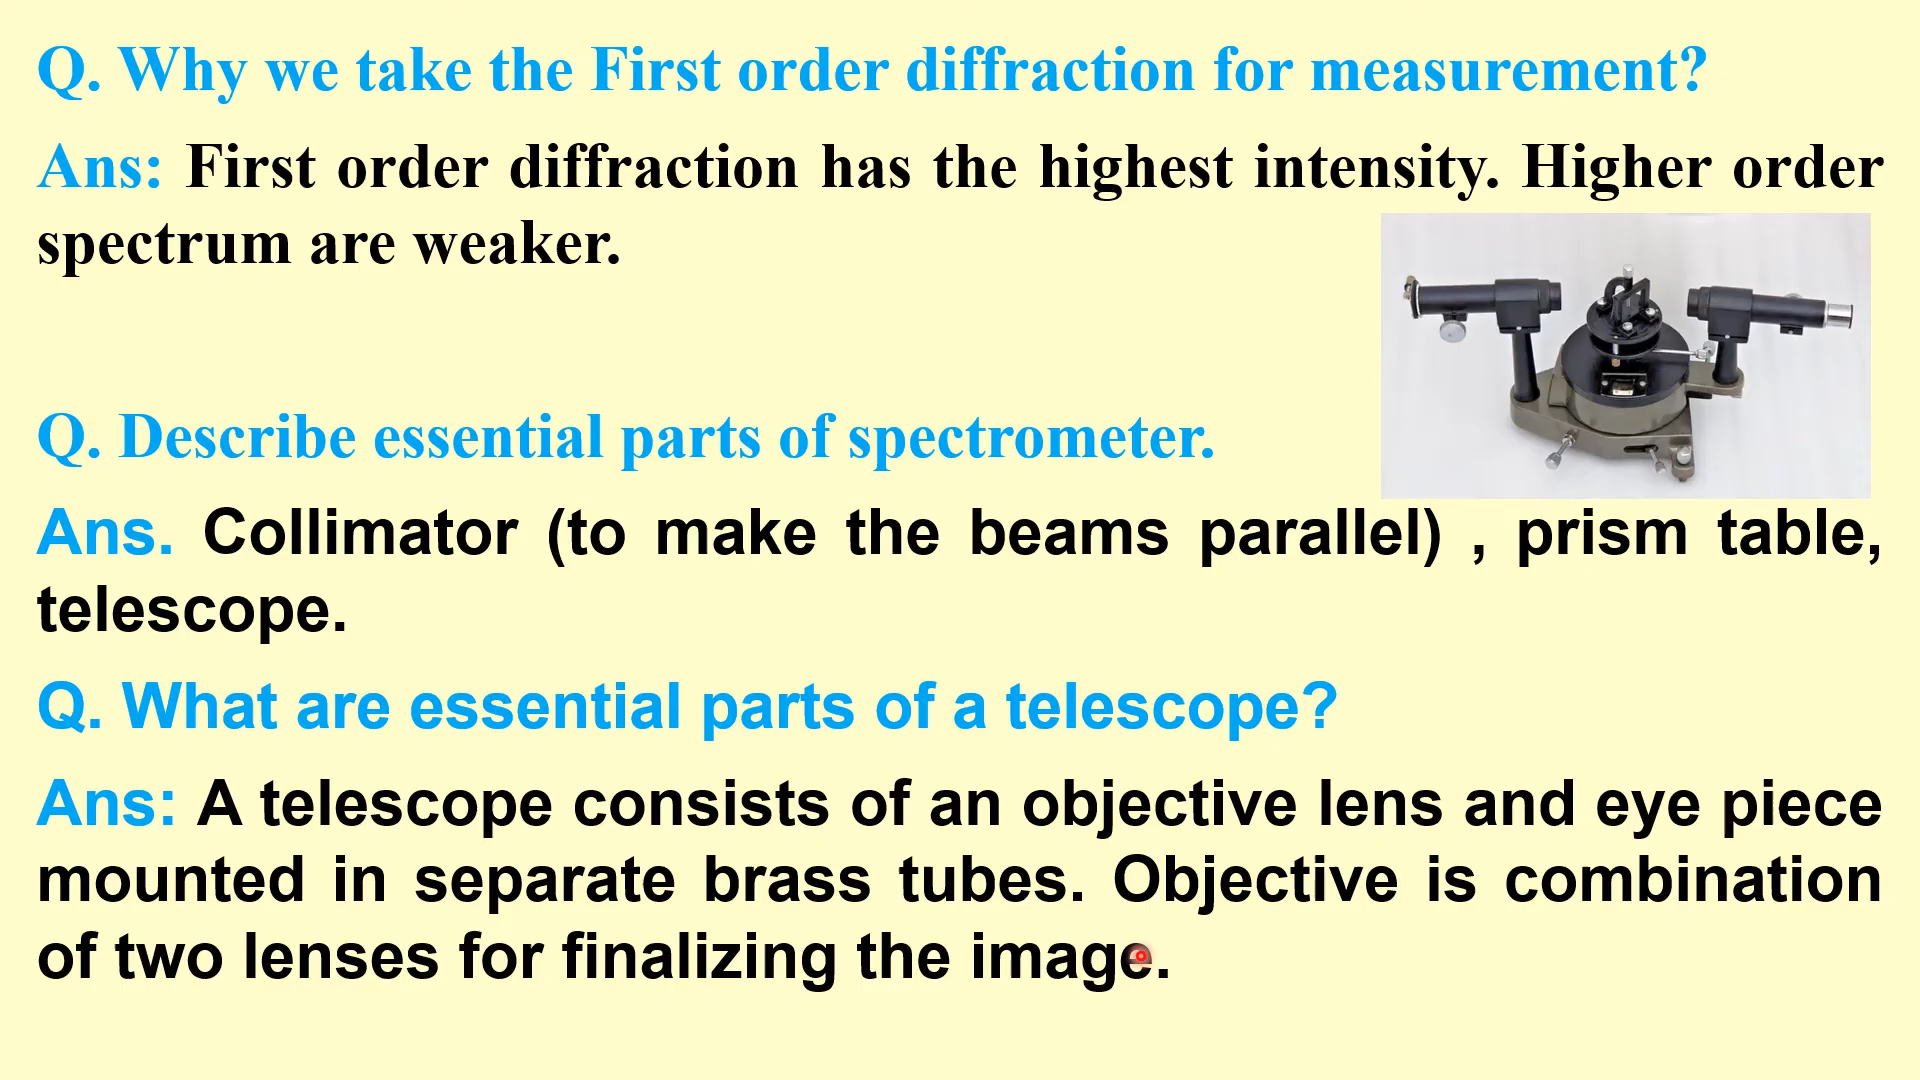 Q. Why we take the First order diffraction for measurement?
Ans: First order diffraction has the highest intensity. Higher order
spectrum are weaker.
Q. Describe essential parts of spectrometer.
Ans. Collimator (to make the beams parallel) , prism table,
telescope.
Q. What are essential parts of a telescope?
Ans: A telescope consists of an objective lens and eye piece
mounted in separate brass tubes. Objective is combination
of two lenses for finalizing the image.